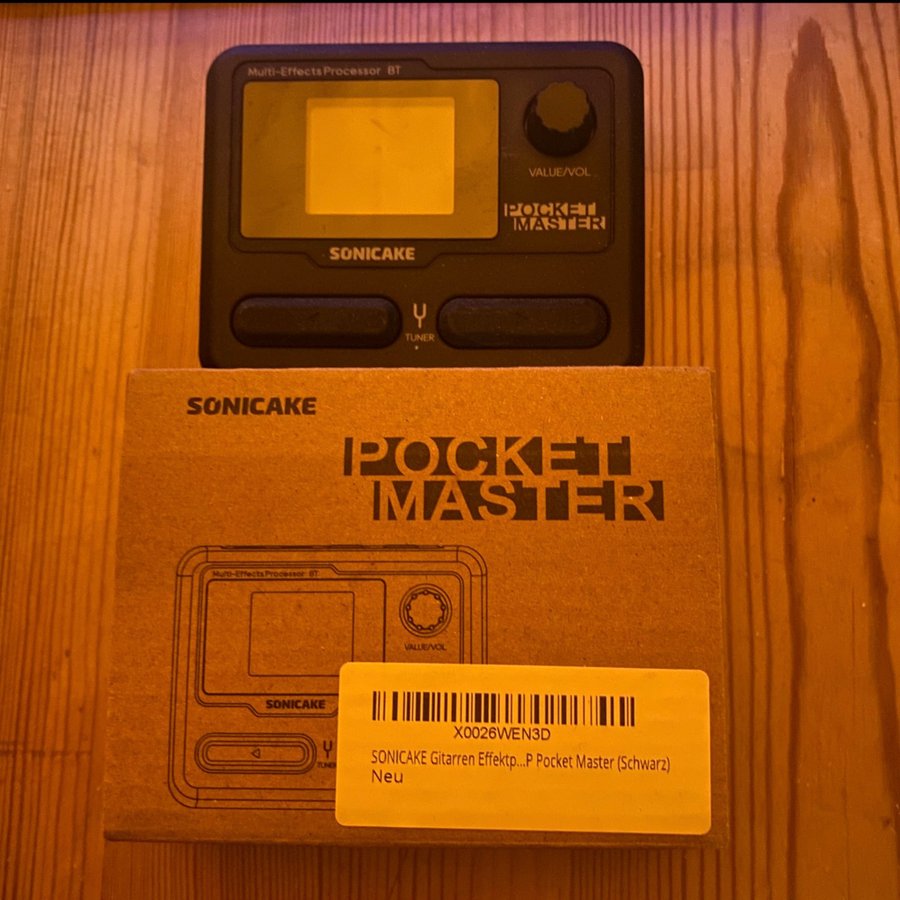 Multi-Effects Processor BT
VALUE/VOL
POCKET
MASTER
SONICAKE
TUNER
SONICAKE
POCKET
MASTER
Multi-Effects Processor BT
VALUE/VOL
SONICAKE
TUNER
X0026WEN3D
SONICAKE Gitarren Effektp...P Pocket Master (Schwarz)
Neu